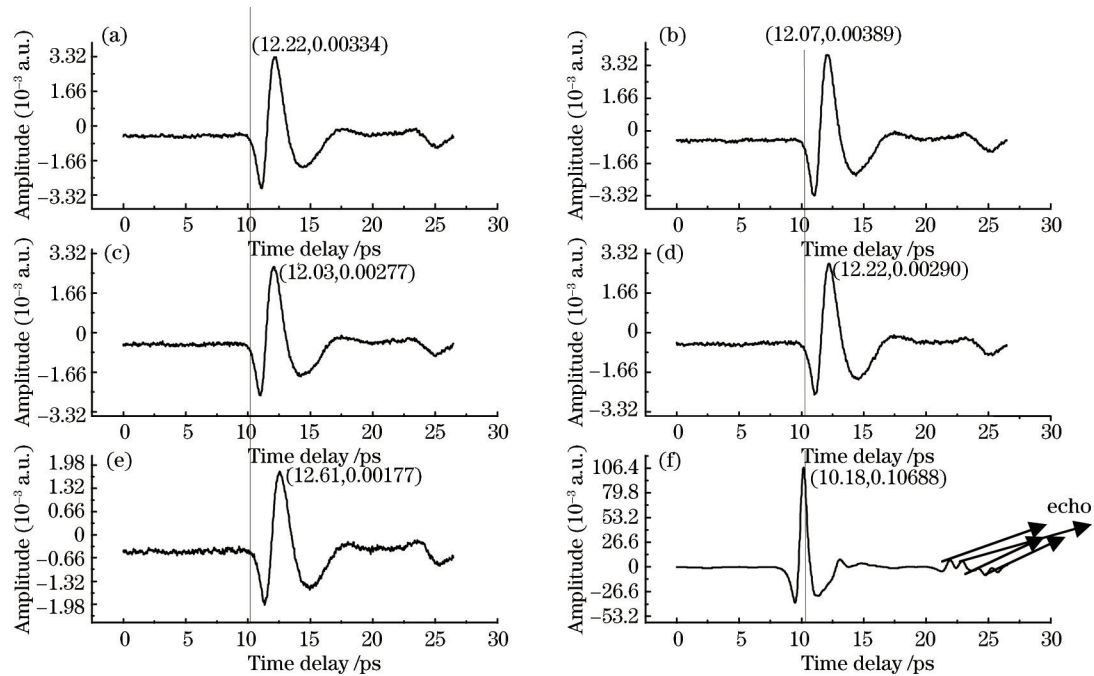 (a)
(12.22,0.00334)
Amplitude (10⁻³ a.u.)
3.32
1.66
0
−1.66
−3.32
0 5 10 15 20 25 30
Time delay /ps
(b)
(12.07,0.00389)
Amplitude (10⁻³ a.u.)
3.32
1.66
0
−1.66
−3.32
0 5 10 15 20 25 30
Time delay /ps
(c)
(12.03,0.00277)
Amplitude (10⁻³ a.u.)
3.32
1.66
0
−1.66
−3.32
0 5 10 15 20 25 30
Time delay /ps
(d)
(12.22,0.00290)
Amplitude (10⁻³ a.u.)
3.32
1.66
0
−1.66
−3.32
0 5 10 15 20 25 30
Time delay /ps
(e)
(12.61,0.00177)
Amplitude (10⁻³ a.u.)
1.98
1.32
0.66
0
−0.66
−1.32
−1.98
0 5 10 15 20 25 30
Time delay /ps
(f)
(10.18,0.10688)
echo
Amplitude (10⁻³ a.u.)
106.4
79.8
53.2
26.6
0
−26.6
−53.2
0 5 10 15 20 25 30
Time delay /ps